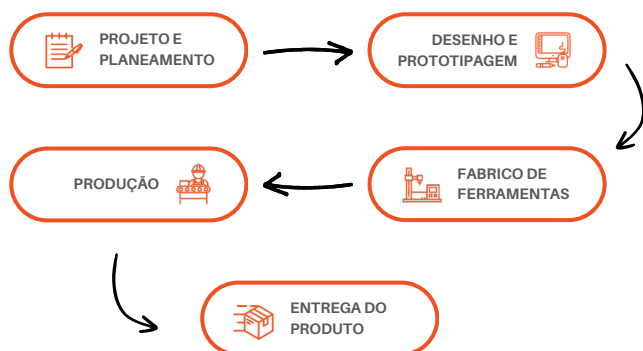 PROJETO E
PLANEAMENTO
DESENHO E
PROTOTIPAGEM
FABRICO DE
FERRAMENTAS
PRODUÇÃO
ENTREGA DO
PRODUTO